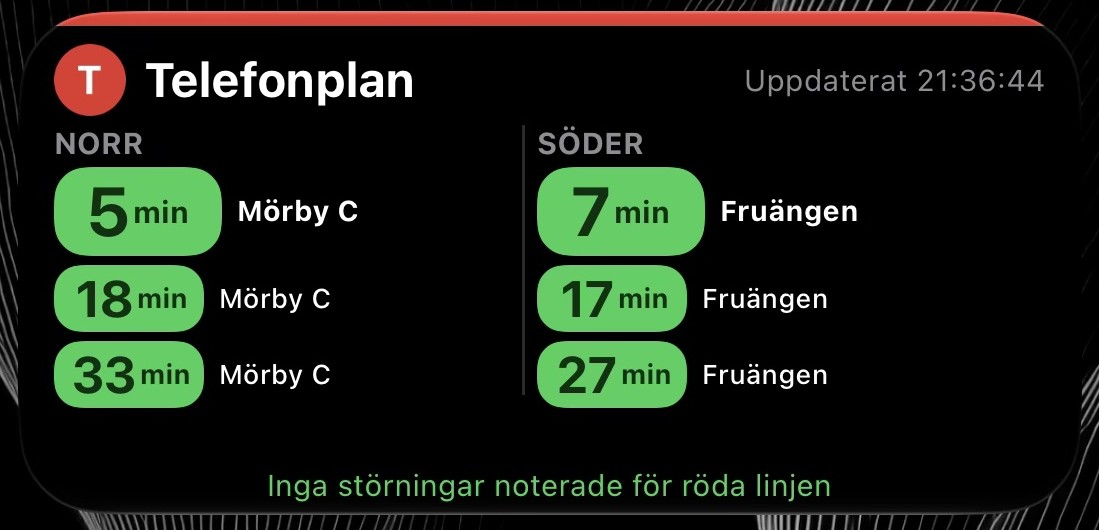 T Telefonplan Uppdaterat 21:36:44
NORR
5 min Mörby C
18 min Mörby C
33 min Mörby C
SÖDER
7 min Fruängen
17 min Fruängen
27 min Fruängen
Inga störningar noterade för röda linjen